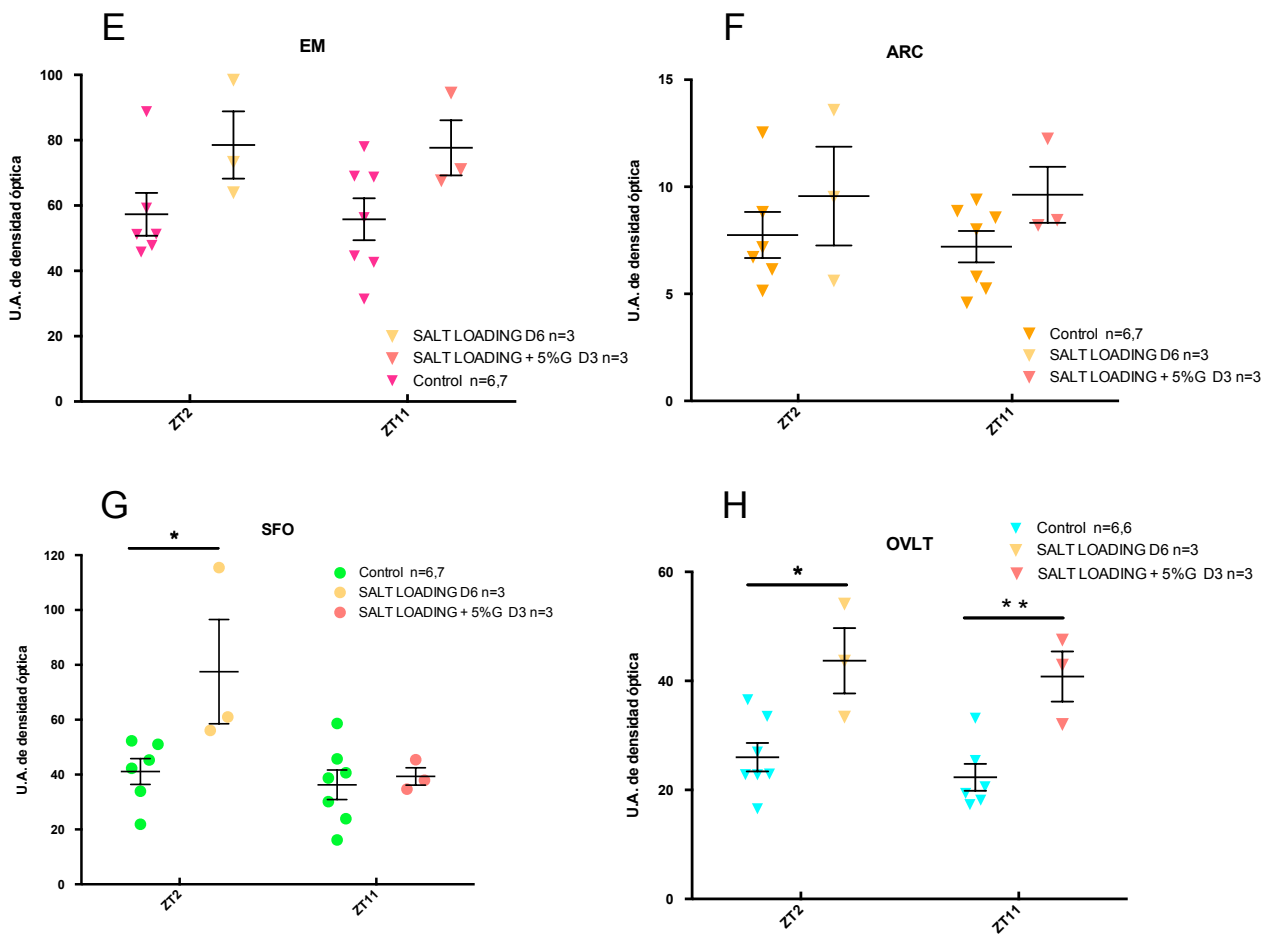 E
EM
U.A. de densidad óptica
100
80
60
40
20
0
SALT LOADING D6 n=3
SALT LOADING + 5%G D3 n=3
Control n=6,7
ZT2
ZT11
F
ARC
U.A. de densidad óptica
15
10
5
0
Control n=6,7
SALT LOADING D6 n=3
SALT LOADING + 5%G D3 n=3
ZT2
ZT11
G
SFO
U.A. de densidad óptica
120
100
80
60
40
20
0
*
Control n=6,7
SALT LOADING D6 n=3
SALT LOADING + 5%G D3 n=3
ZT2
ZT11
H
OVLT
U.A. de densidad óptica
60
40
20
0
*
* *
Control n=6,6
SALT LOADING D6 n=3
SALT LOADING + 5%G D3 n=3
ZT2
ZT11